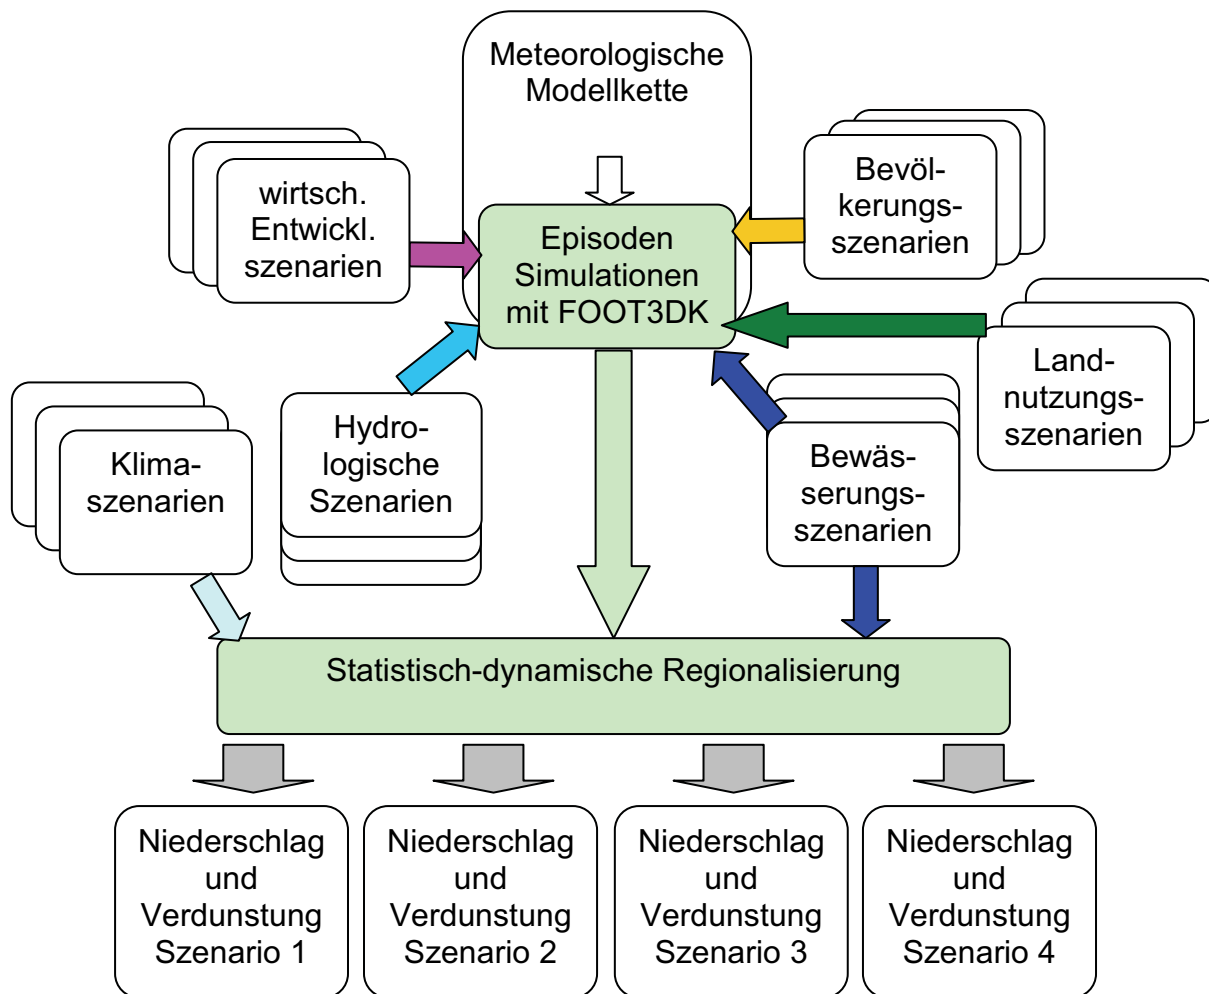 Meteorologische
Modellkette
wirtsch.
Entwickl.
szenarien
Bevöl-
kerungs-
szenarien
Episoden
Simulationen
mit FOOT3DK
Land-
nutzungs-
szenarien
Klima-
szenarien
Hydro-
logische
Szenarien
Bewäs-
serungs-
szenarien
Statistisch-dynamische Regionalisierung
Niederschlag
und
Verdunstung
Szenario 1
Niederschlag
und
Verdunstung
Szenario 2
Niederschlag
und
Verdunstung
Szenario 3
Niederschlag
und
Verdunstung
Szenario 4